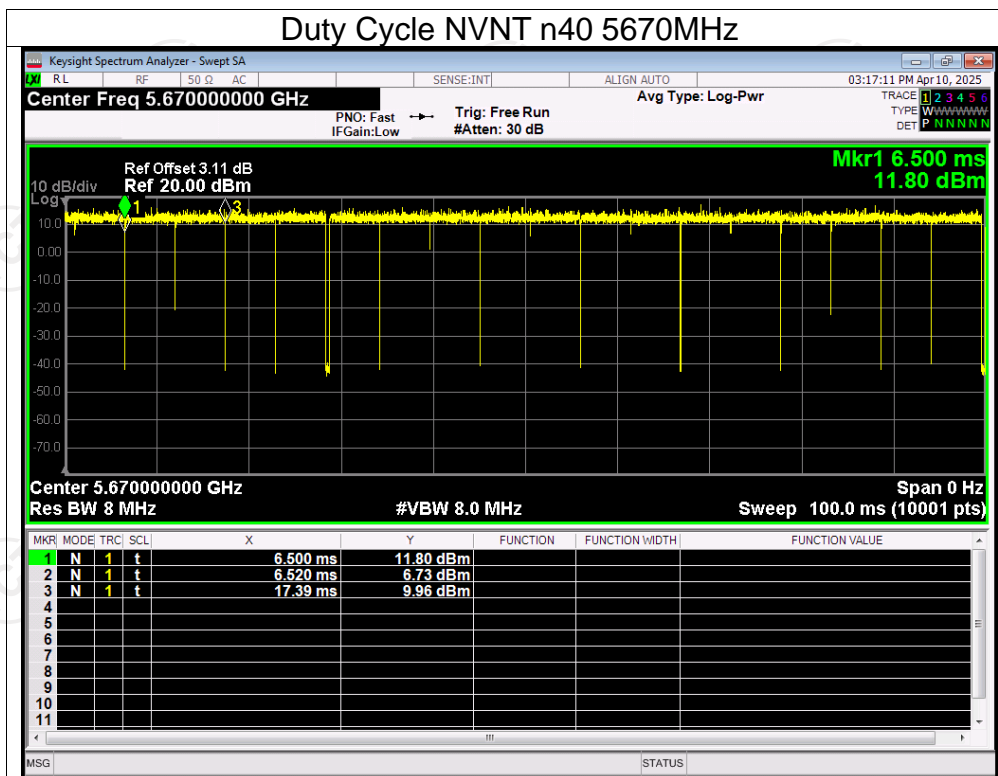 Duty Cycle NVNT n40 5670MHz
Keysight Spectrum Analyzer - Swept SA
LXI RL RF 50 Ω AC SENSE:INT ALIGN AUTO 03:17:11 PM Apr 10, 2025
Center Freq 5.670000000 GHz Avg Type: Log-Pwr TRACE 1 2 3 4 5 6
PNO: Fast Trig: Free Run TYPE WWWWWW
IFGain:Low #Atten: 30 dB DET P N N N N N
Mkr1 6.500 ms
11.80 dBm
Ref Offset 3.11 dB
10 dB/div Ref 20.00 dBm
Log
1 3
10.0
0.00
-10.0
-20.0
-30.0
-40.0
-50.0
-60.0
-70.0
Center 5.670000000 GHz Span 0 Hz
Res BW 8 MHz #VBW 8.0 MHz Sweep 100.0 ms (10001 pts)
MKR MODE TRC SCL X Y FUNCTION FUNCTION WIDTH FUNCTION VALUE
1 N 1 t 6.500 ms 11.80 dBm
2 N 1 t 6.520 ms 6.73 dBm
3 N 1 t 17.39 ms 9.96 dBm
4
5
6
7
8
9
10
11
MSG STATUS